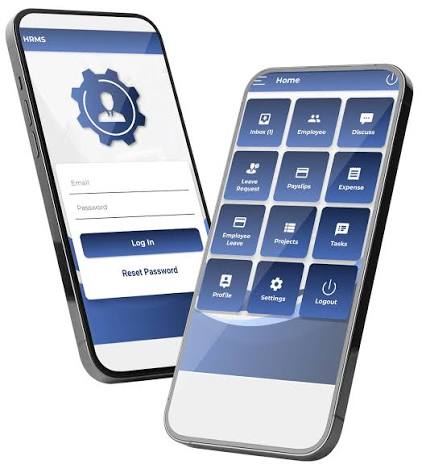 HRMS
Email
Password
Log In
Reset Password
Home
Inbox (1)
Employee
Discuss
Leave
Request
Payslips
Expense
Employee
Leave
Projects
Tasks
Profile
Settings
Logout